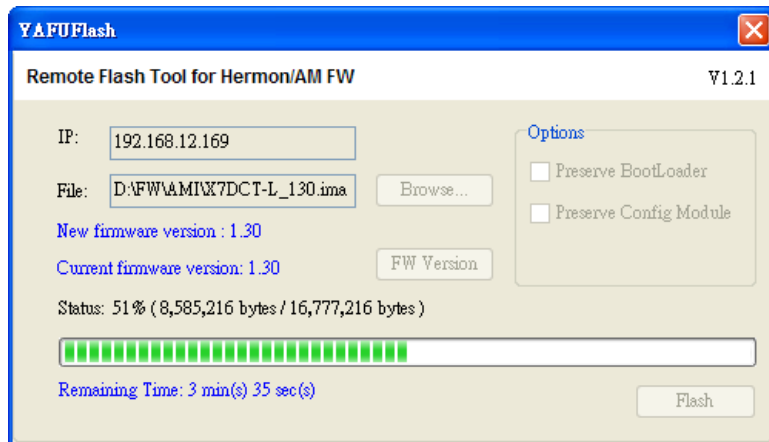 YAFUFlash
Remote Flash Tool for Hermon/AM FW
V1.2.1
IP: 192.168.12.169
File: D:\FW\AMI\X7DCT-L_130.ima Browse...
New firmware version : 1.30
Current firmware version: 1.30 FW Version
Options
Preserve BootLoader
Preserve Config Module
Status: 51% ( 8,585,216 bytes / 16,777,216 bytes )
Remaining Time: 3 min(s) 35 sec(s)
Flash